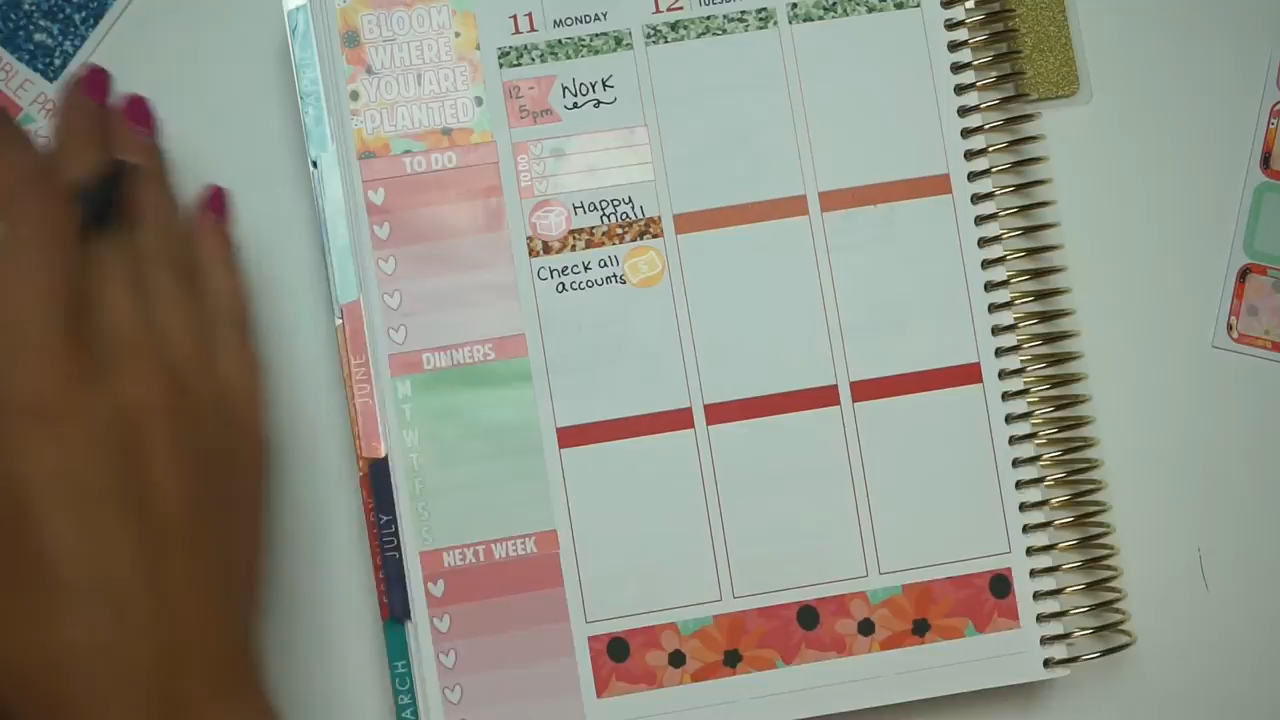 BLOOM
WHERE
YOU ARE
PLANTED
TO DO
DINNERS
M
T
W
T
F
S
S
NEXT WEEK
11 MONDAY
12
12-
5pm
Work
TO DO
Happy
Mail
Check all
accounts
JUNE
JULY
ARCH